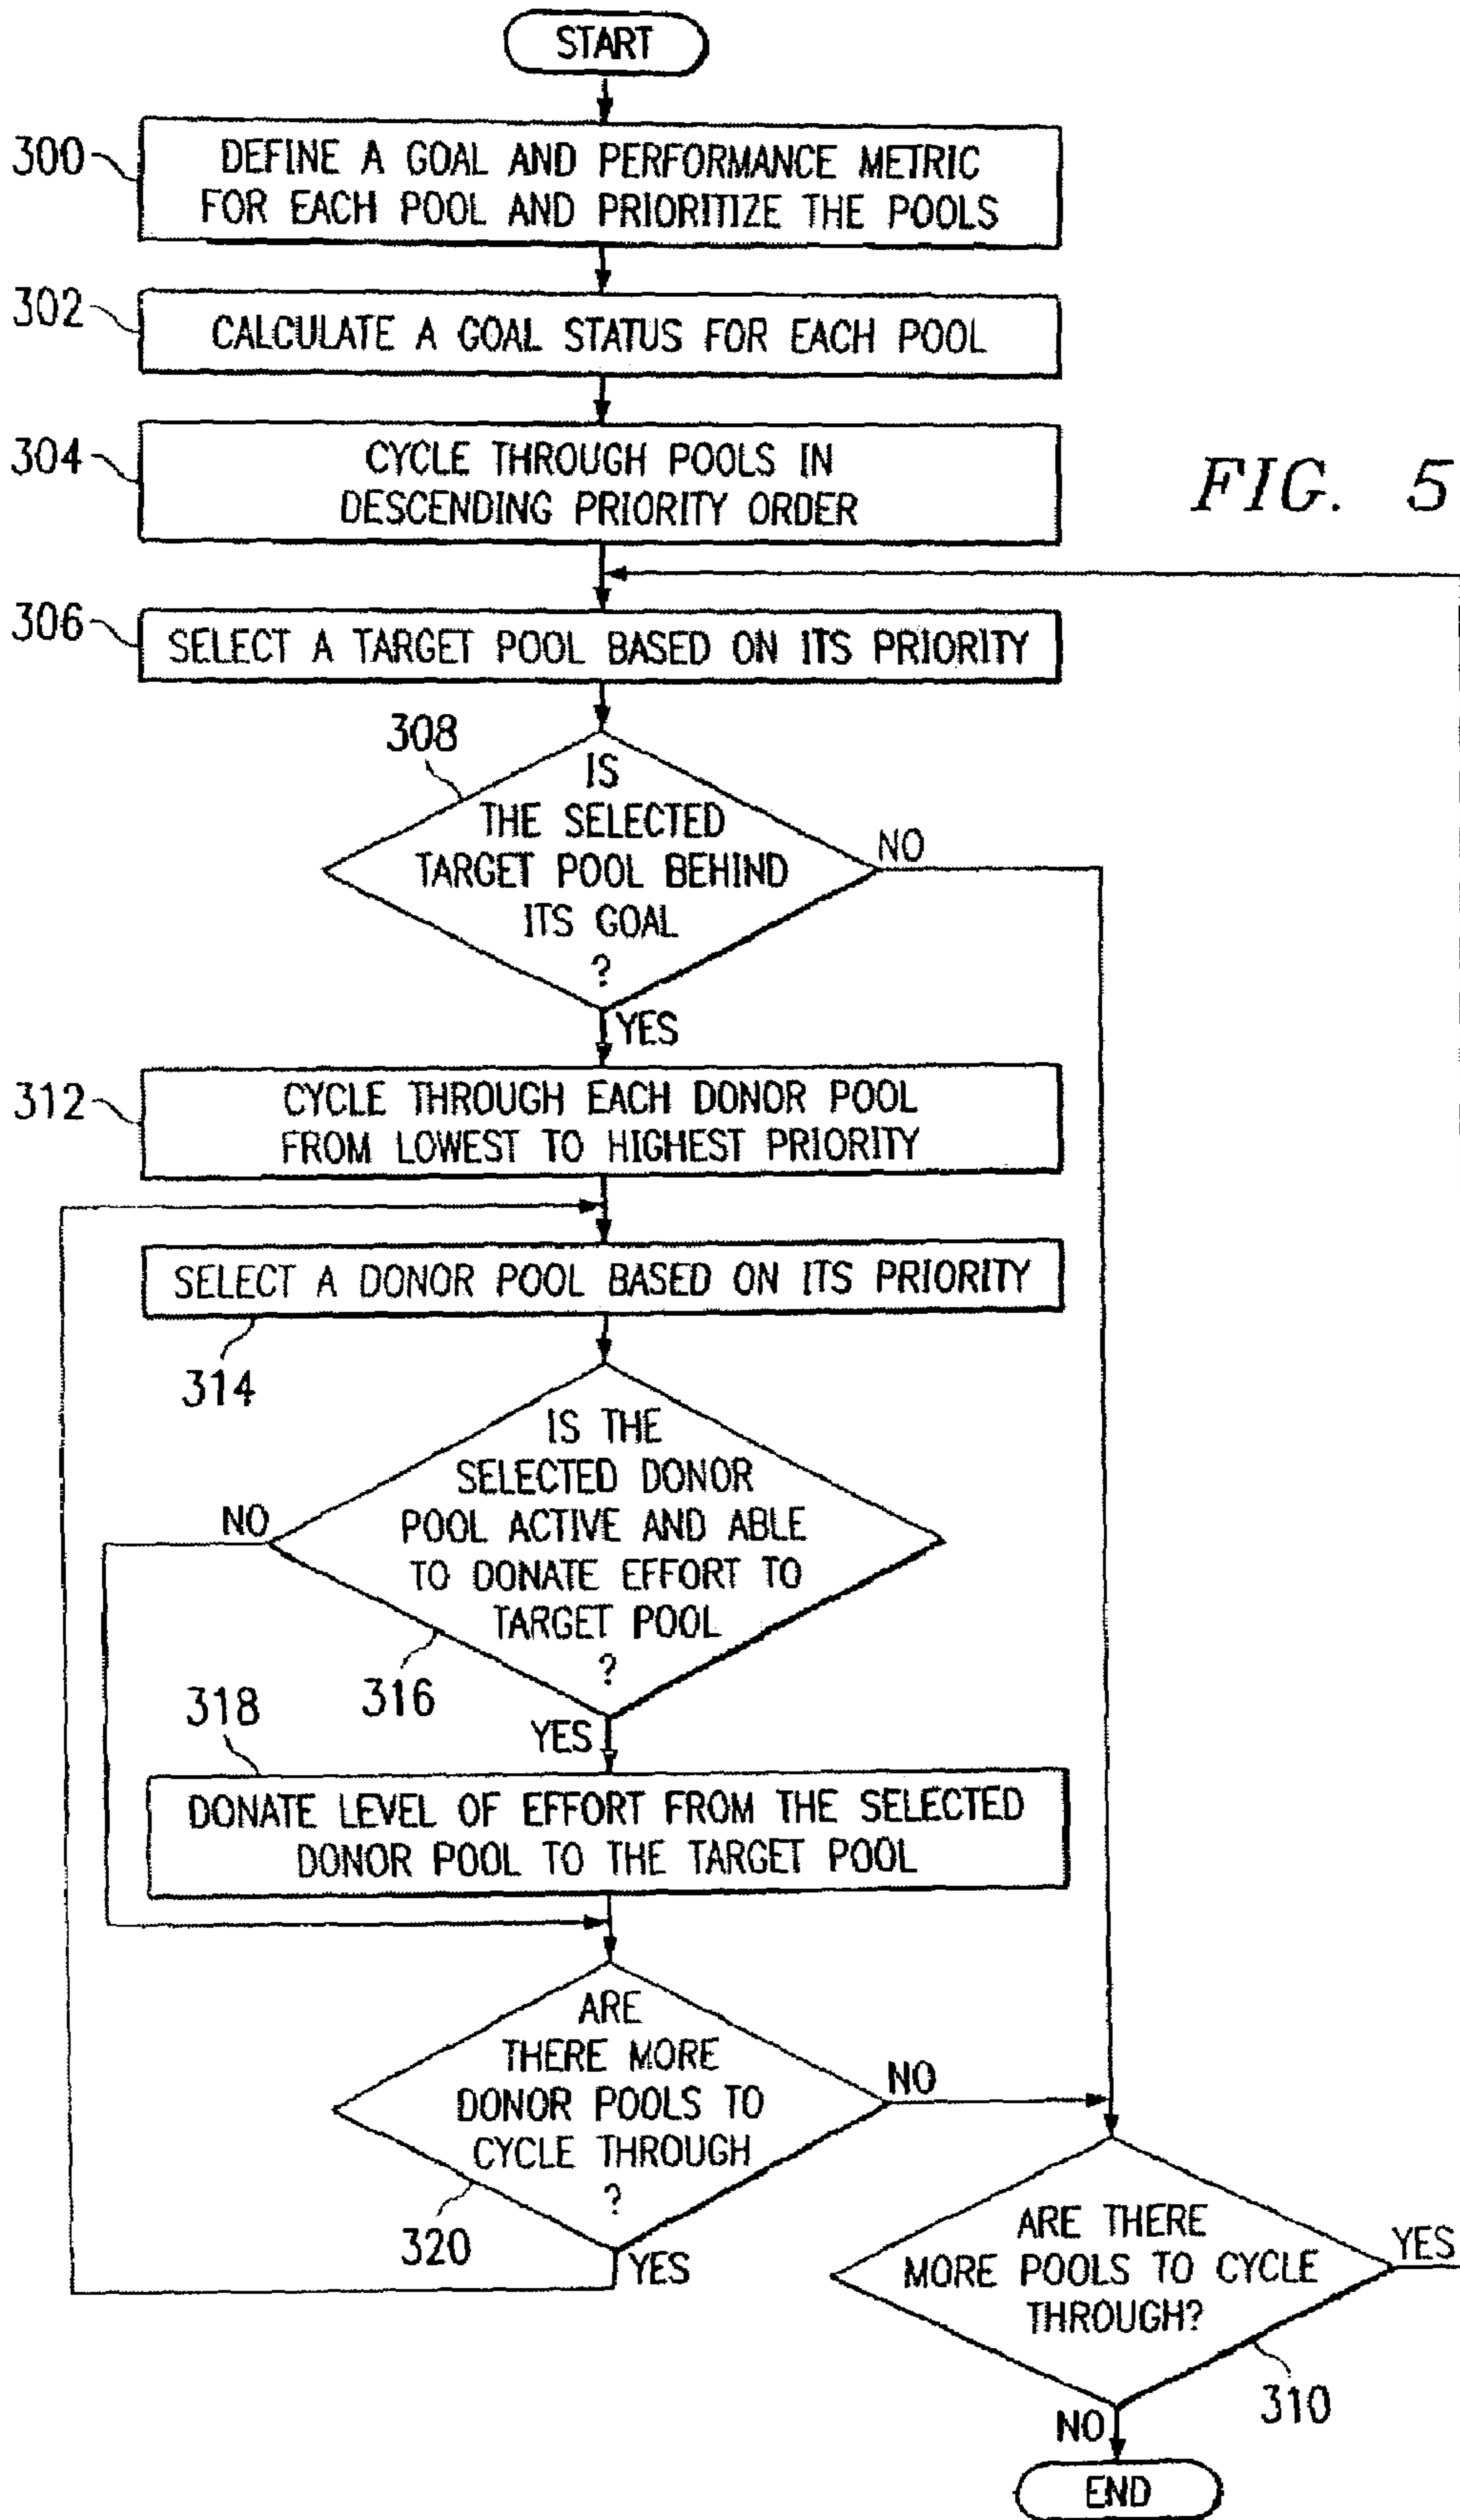 START
300
DEFINE A GOAL AND PERFORMANCE METRIC
FOR EACH POOL AND PRIORITIZE THE POOLS
302
CALCULATE A GOAL STATUS FOR EACH POOL
304
CYCLE THROUGH POOLS IN
DESCENDING PRIORITY ORDER
FIG. 5
306
SELECT A TARGET POOL BASED ON ITS PRIORITY
308
IS
THE SELECTED
TARGET POOL BEHIND
ITS GOAL
?
NO
YES
312
CYCLE THROUGH EACH DONOR POOL
FROM LOWEST TO HIGHEST PRIORITY
SELECT A DONOR POOL BASED ON ITS PRIORITY
314
IS THE
SELECTED DONOR
POOL ACTIVE AND ABLE
TO DONATE EFFORT TO
TARGET POOL
?
NO
316
318
YES
DONATE LEVEL OF EFFORT FROM THE SELECTED
DONOR POOL TO THE TARGET POOL
ARE
THERE MORE
DONOR POOLS TO
CYCLE THROUGH
?
NO
320
YES
ARE THERE
MORE POOLS TO CYCLE
THROUGH?
YES
310
NO
END